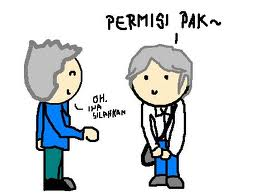 PERMISI PAK~
OH.
IYA
SILAHKAN